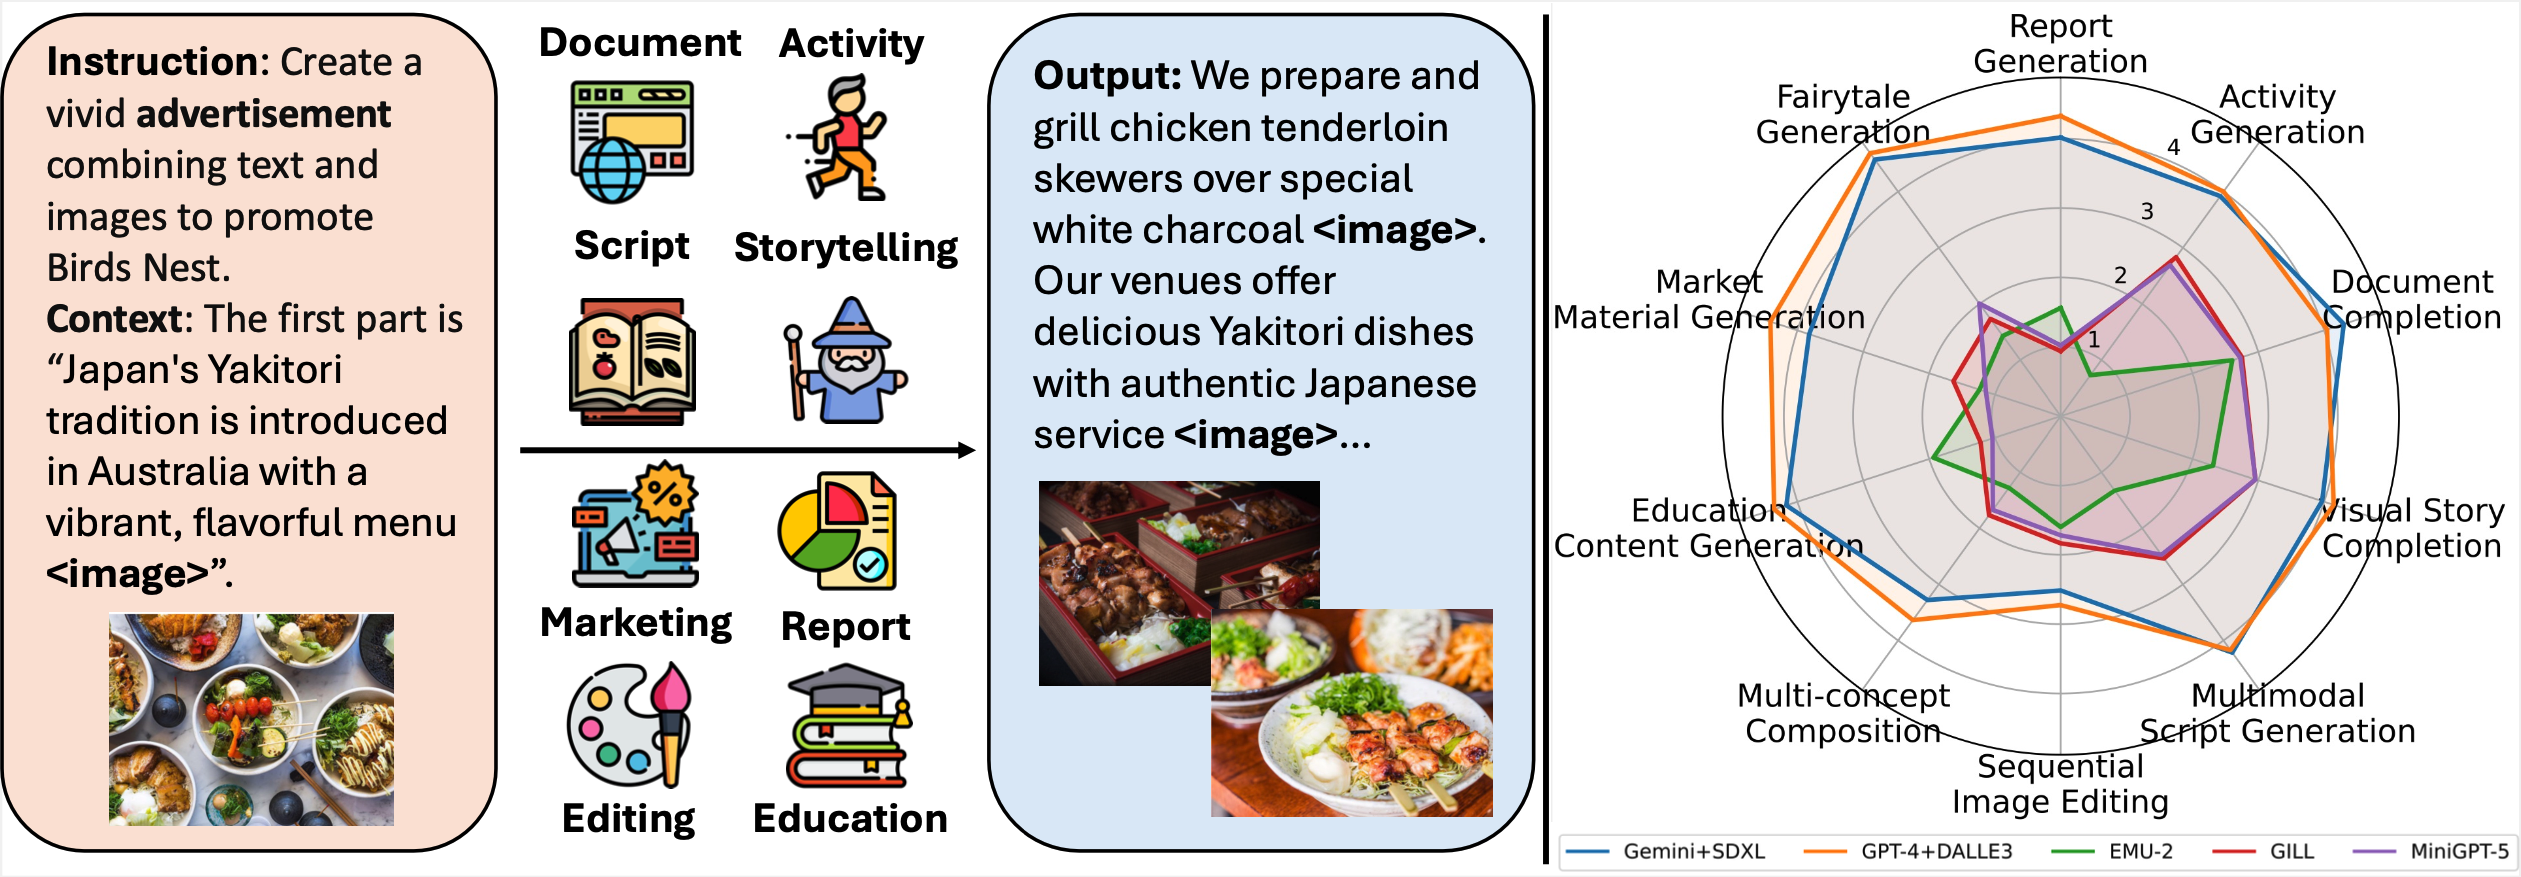 Instruction: Create a
vivid advertisement
combining text and
images to promote
Birds Nest.
Context: The first part is
“Japan's Yakitori
tradition is introduced
in Australia with a
vibrant, flavorful menu
<image>”.
Document
Activity
Script
Storytelling
Marketing
Report
Editing
Education
Output: We prepare and
grill chicken tenderloin
skewers over special
white charcoal <image>.
Our venues offer
delicious Yakitori dishes
with authentic Japanese
service <image>...
Report
Generation
Activity
Generation
Document
Completion
Visual Story
Completion
Multimodal
Script Generation
Sequential
Image Editing
Multi-concept
Composition
Education
Content Generation
Market
Material Generation
Fairytale
Generation
4
3
2
1
Gemini+SDXL
GPT-4+DALLE3
EMU-2
GILL
MiniGPT-5